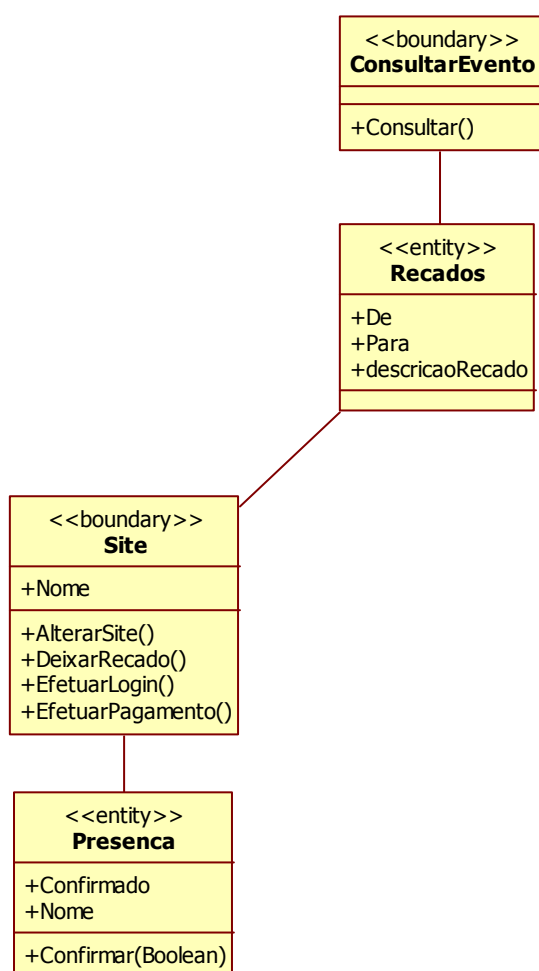 <<boundary>>
ConsultarEvento
+Consultar()
<<entity>>
Recados
+De
+Para
+descricaoRecado
<<boundary>>
Site
+Nome
+AlterarSite()
+DeixarRecado()
+EfetuarLogin()
+EfetuarPagamento()
<<entity>>
Presenca
+Confirmado
+Nome
+Confirmar(Boolean)